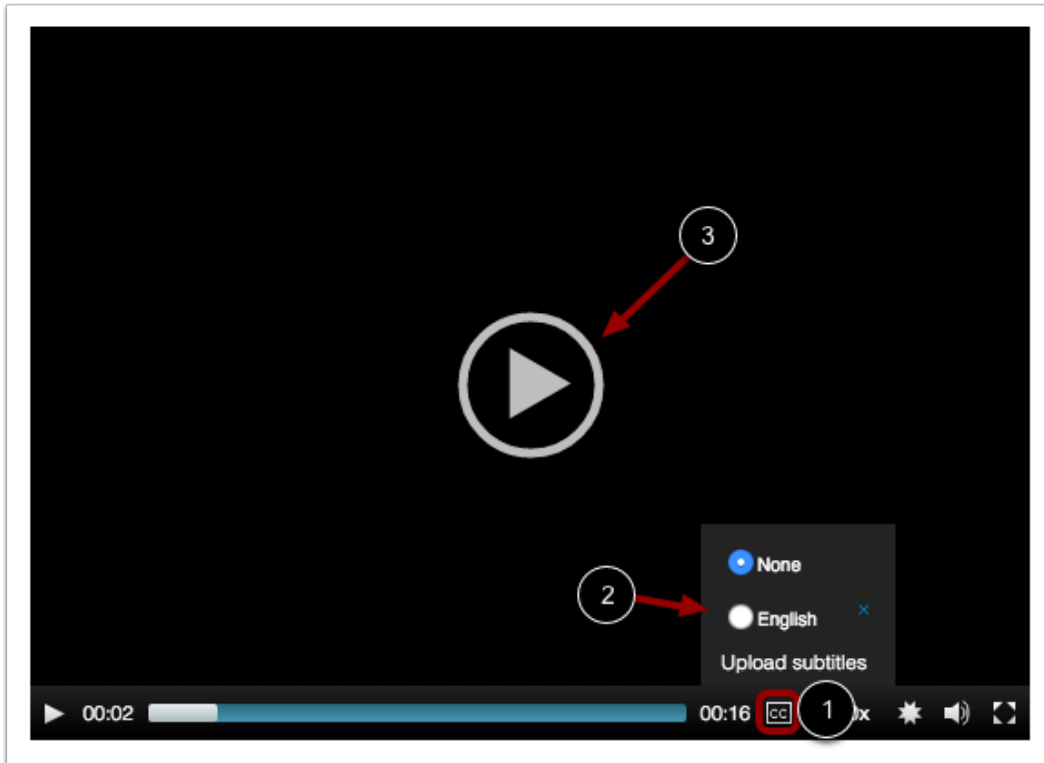 3
None
2
English ×
Upload subtitles
00:02 00:16 CC 1 x